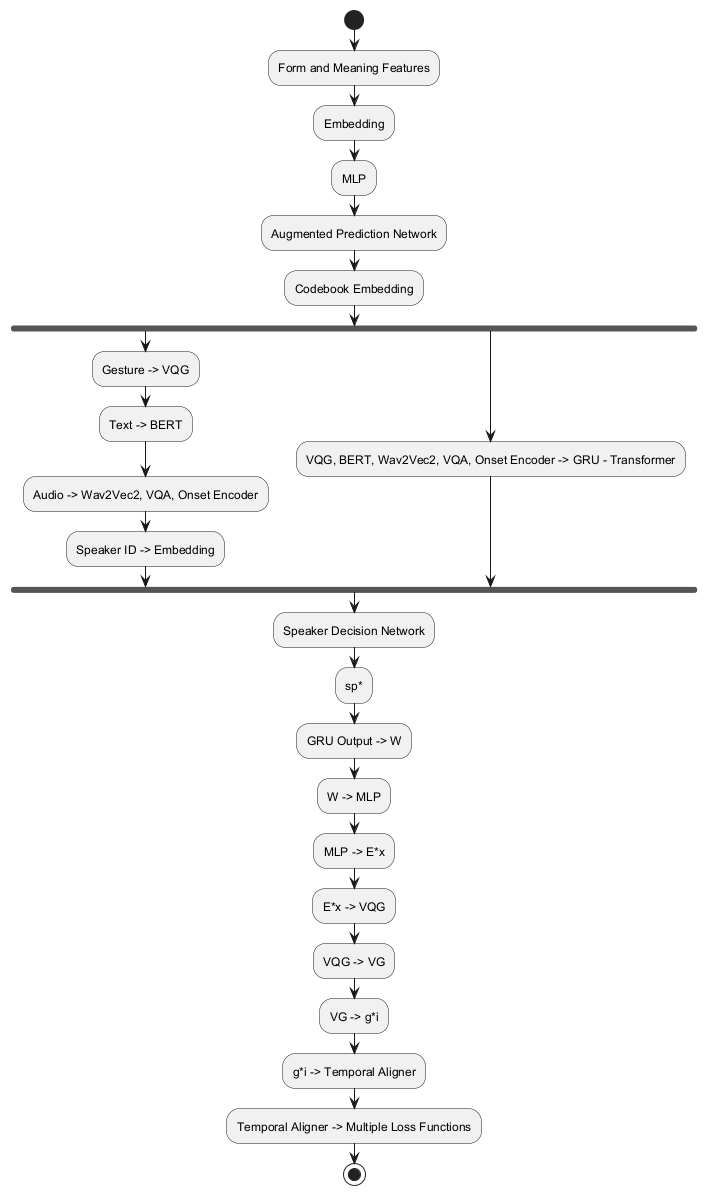 Form and Meaning Features
Embedding
MLP
Augmented Prediction Network
Codebook Embedding
Gesture -> VQG
Text -> BERT
Audio -> Wav2Vec2, VQA, Onset Encoder
Speaker ID -> Embedding
VQG, BERT, Wav2Vec2, VQA, Onset Encoder -> GRU - Transformer
Speaker Decision Network
sp*
GRU Output -> W
W -> MLP
MLP -> E*x
E*x -> VQG
VQG -> VG
VG -> g*i
g*i -> Temporal Aligner
Temporal Aligner -> Multiple Loss Functions